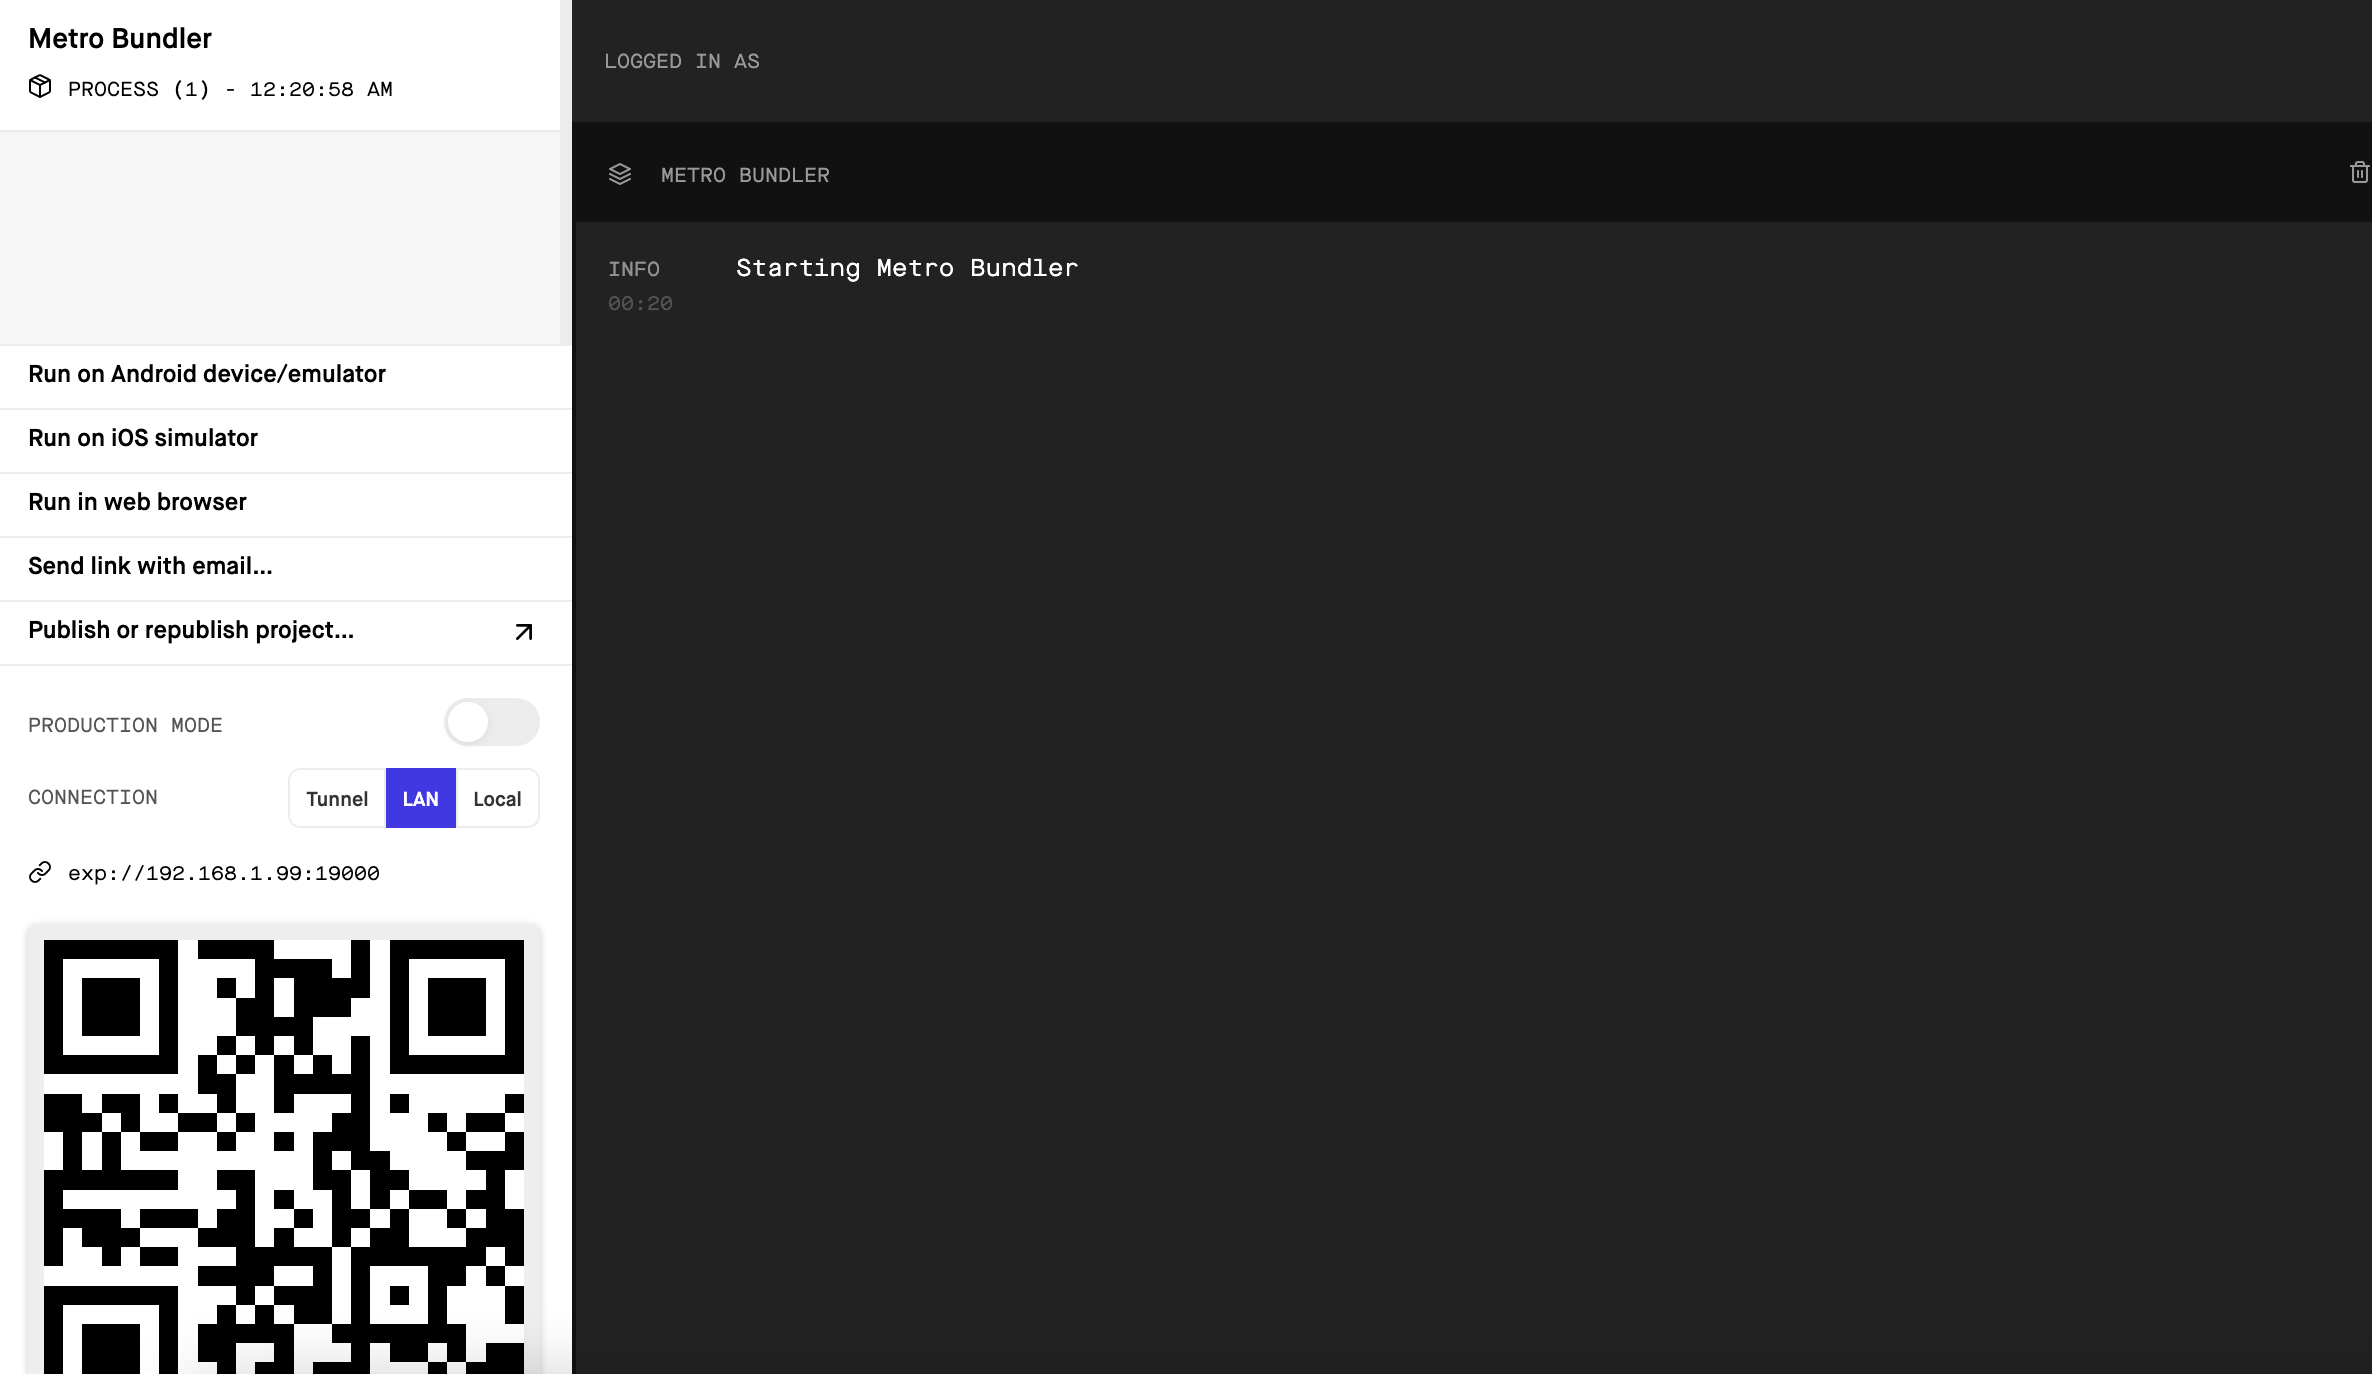 Metro Bundler
PROCESS (1) - 12:20:58 AM
Run on Android device/emulator
Run on iOS simulator
Run in web browser
Send link with email...
Publish or republish project...
PRODUCTION MODE
CONNECTION
Tunnel LAN Local
exp://192.168.1.99:19000
LOGGED IN AS
METRO BUNDLER
INFO Starting Metro Bundler
00:20